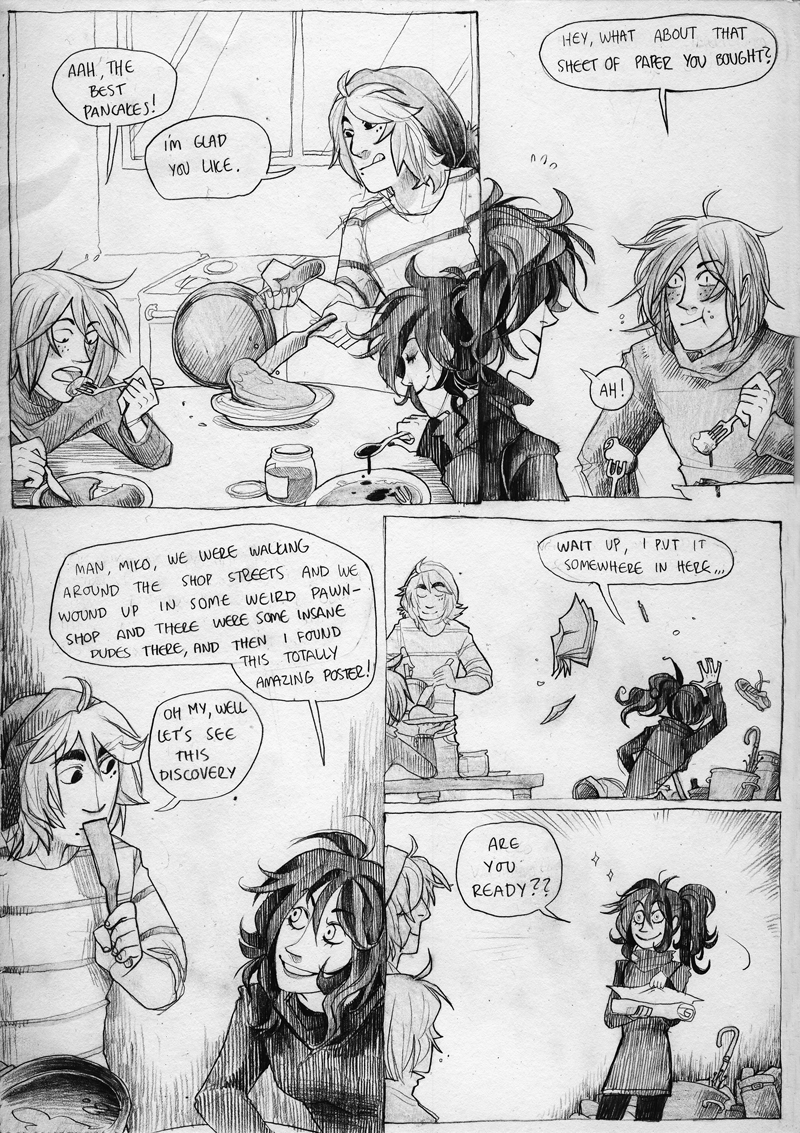 AAH, THE
BEST
PANCAKES!
I'M GLAD
YOU LIKE.
HEY, WHAT ABOUT THAT
SHEET OF PAPER YOU BOUGHT?
AH!
MAN, MIKO, WE WERE WALKING
AROUND THE SHOP STREETS AND WE
WOUND UP IN SOME WEIRD PAWN-
SHOP AND THERE WERE SOME INSANE
DUDES THERE, AND THEN I FOUND
THIS TOTALLY
AMAZING POSTER!
OH MY, WELL
LET'S SEE
THIS
DISCOVERY
WAIT UP, I PUT IT
SOMEWHERE IN HERE...
ARE
YOU
READY??